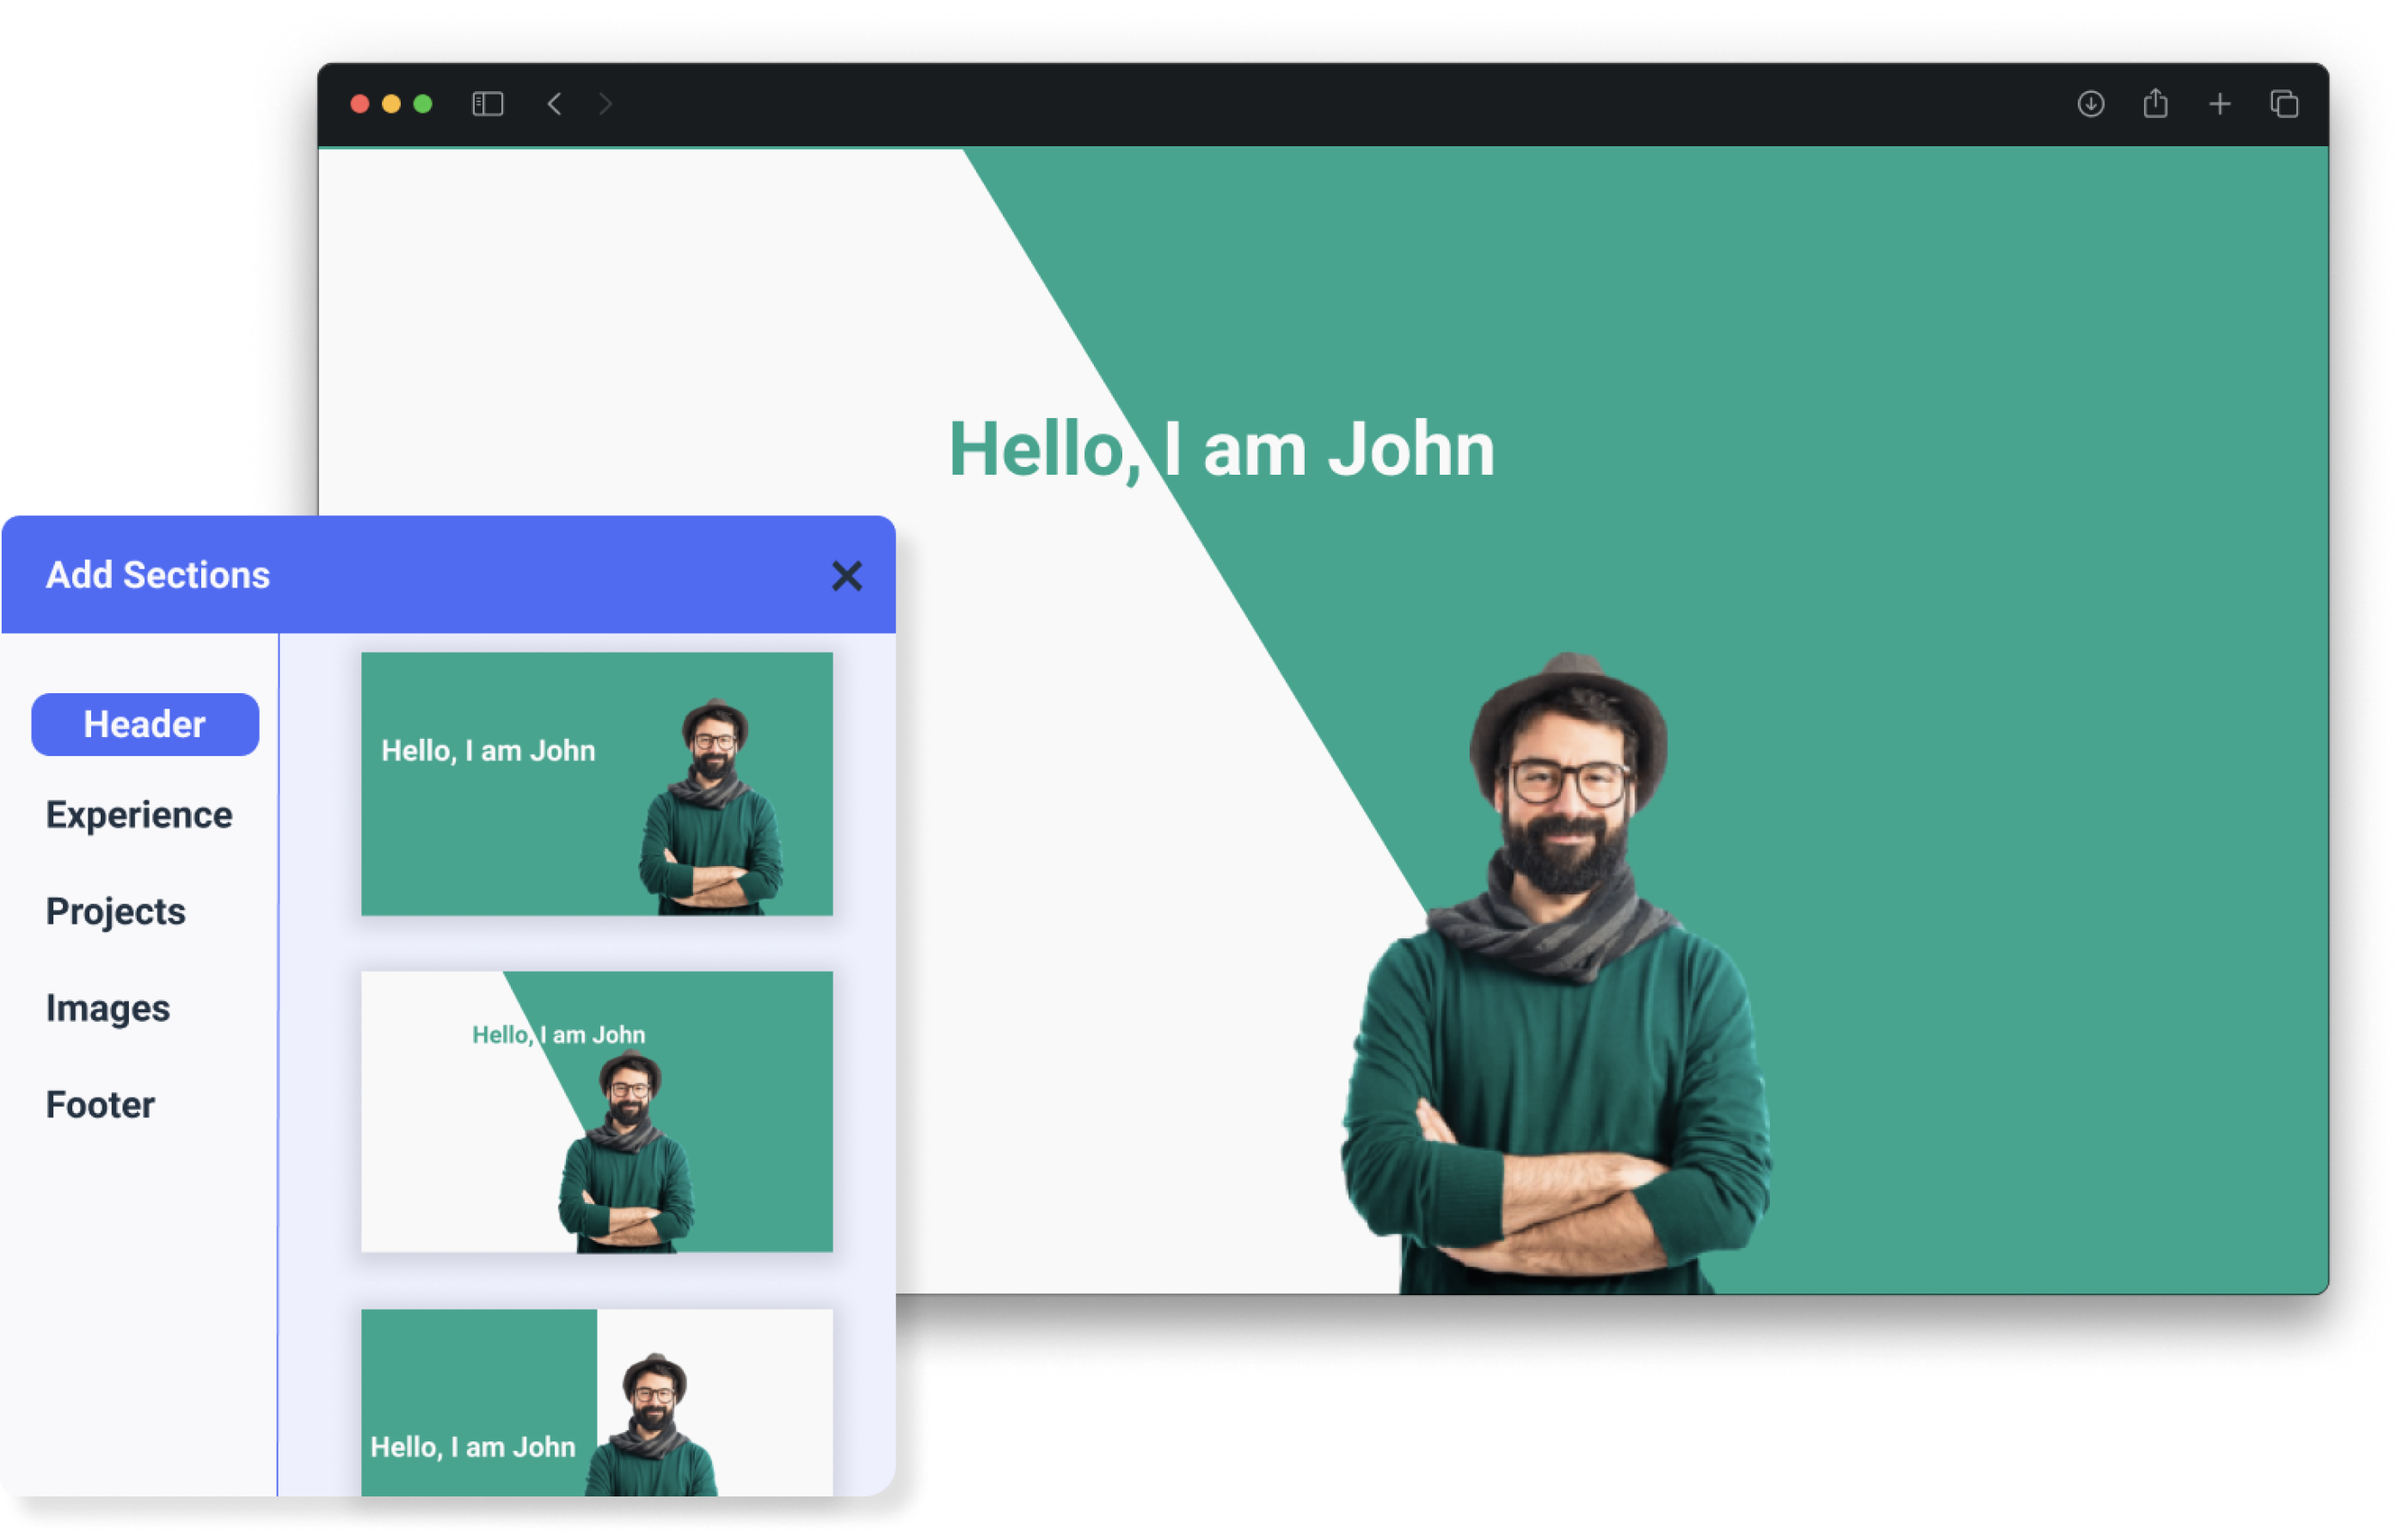 Hello, I am John
Add Sections
Header
Experience
Projects
Images
Footer
Hello, I am John
Hello, I am John
Hello, I am John